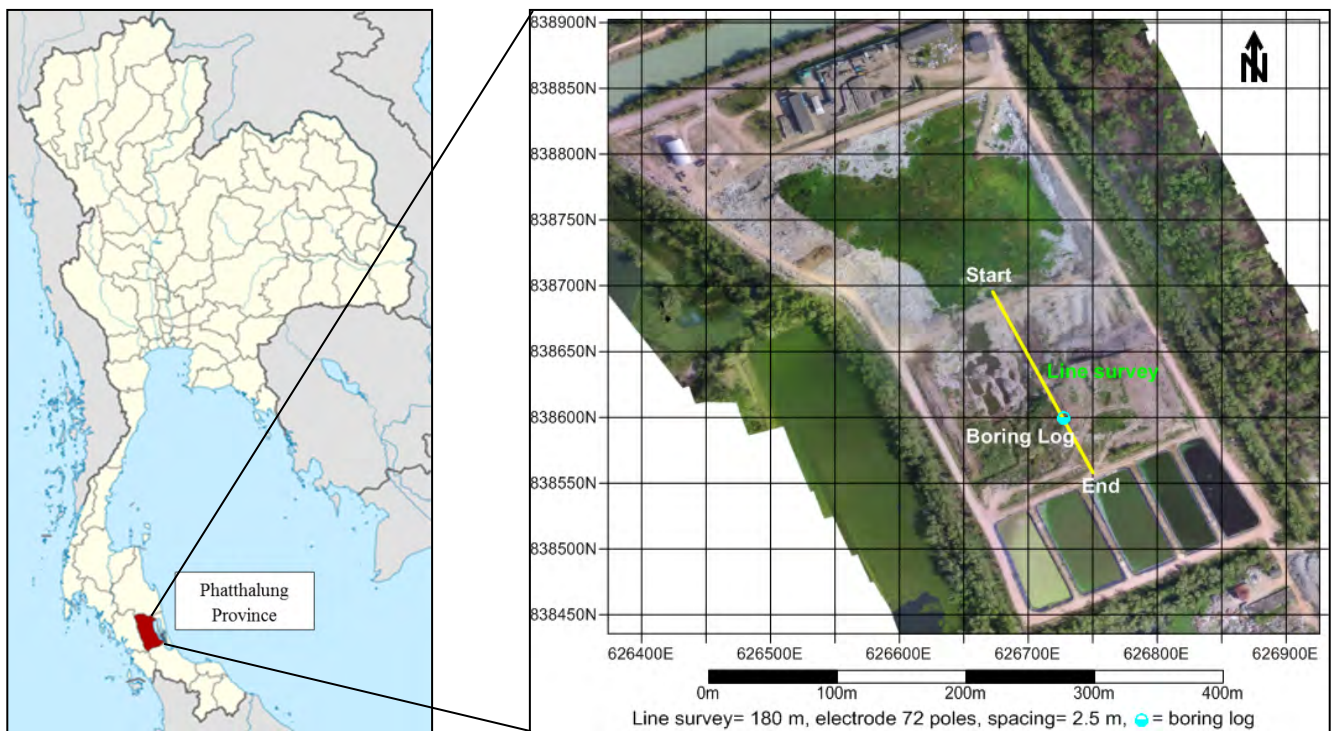 Phatthalung
Province
838900N
838850N
838800N
838750N
838700N
838650N
838600N
838550N
838500N
838450N
N
Start
Line survey
Boring Log
End
626400E
626500E
626600E
626700E
626800E
626900E
0m
100m
200m
300m
400m
Line survey= 180 m, electrode 72 poles, spacing= 2.5 m, = boring log